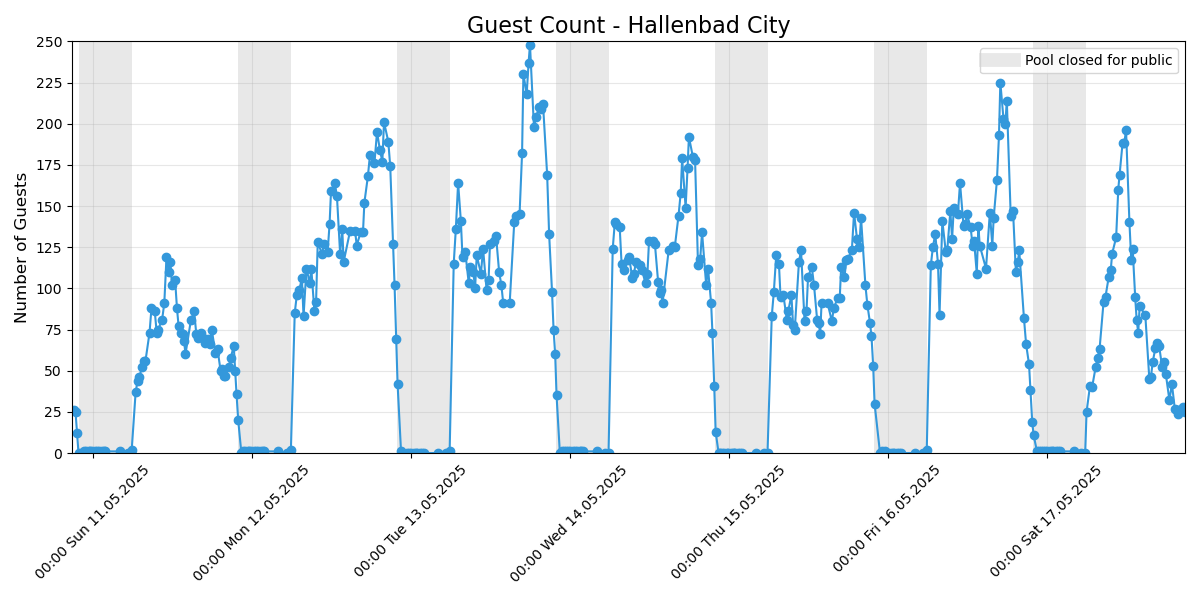 Guest Count - Hallenbad City
Pool closed for public
Number of Guests
250
225
200
175
150
125
100
75
50
25
0
00:00 Sun 11.05.2025
00:00 Mon 12.05.2025
00:00 Tue 13.05.2025
00:00 Wed 14.05.2025
00:00 Thu 15.05.2025
00:00 Fri 16.05.2025
00:00 Sat 17.05.2025